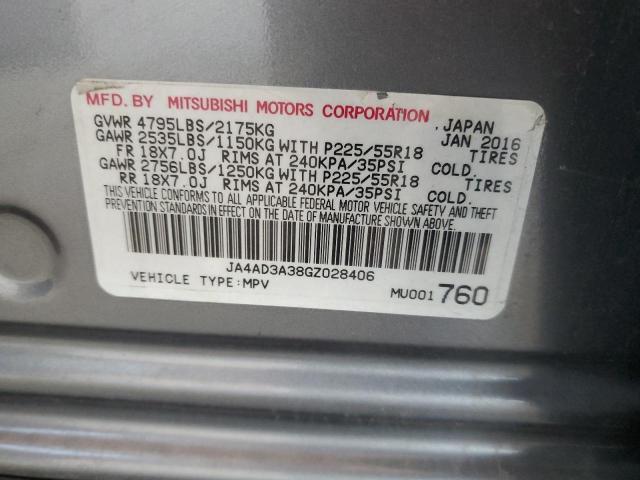 MFD. BY MITSUBISHI MOTORS CORPORATION JAPAN
GVWR 4795LBS/2175KG JAN 2016
GAWR 2535LBS/1150KG WITH P225/55R18 TIRES
FR 18X7.0J RIMS AT 240KPA/35PSI COLD.
GAWR 2756LBS/1250KG WITH P225/55R18 TIRES
RR 18X7.0J RIMS AT 240KPA/35PSI COLD.
THIS VEHICLE CONFORMS TO ALL APPLICABLE FEDERAL MOTOR VEHICLE SAFETY AND THEFT
PREVENTION STANDARDS IN EFFECT ON THE DATE OF MANUFACTURE SHOWN ABOVE.
JA4AD3A38GZ028406
VEHICLE TYPE:MPV MU001 760